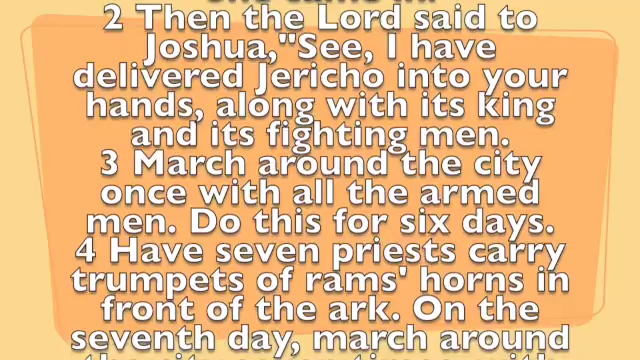 2 Then the Lord said to
Joshua,"See, I have
delivered Jericho into your
hands, along with its king
and its fighting men.
3 March around the city
once with all the armed
men. Do this for six days.
4 Have seven priests carry
trumpets of rams' horns in
front of the ark. On the
seventh day, march around